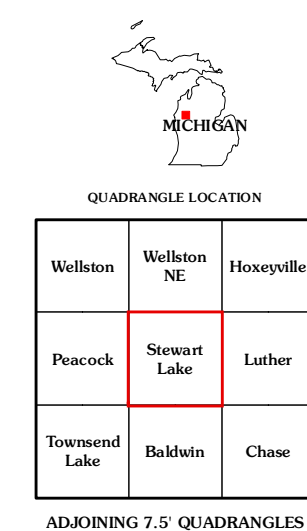 MICHIGAN
QUADRANGLE LOCATION
Wellston
Wellston
NE
Hoxeyville
Peacock
Stewart
Lake
Luther
Townsend
Lake
Baldwin
Chase
ADJOINING 7.5' QUADRANGLES